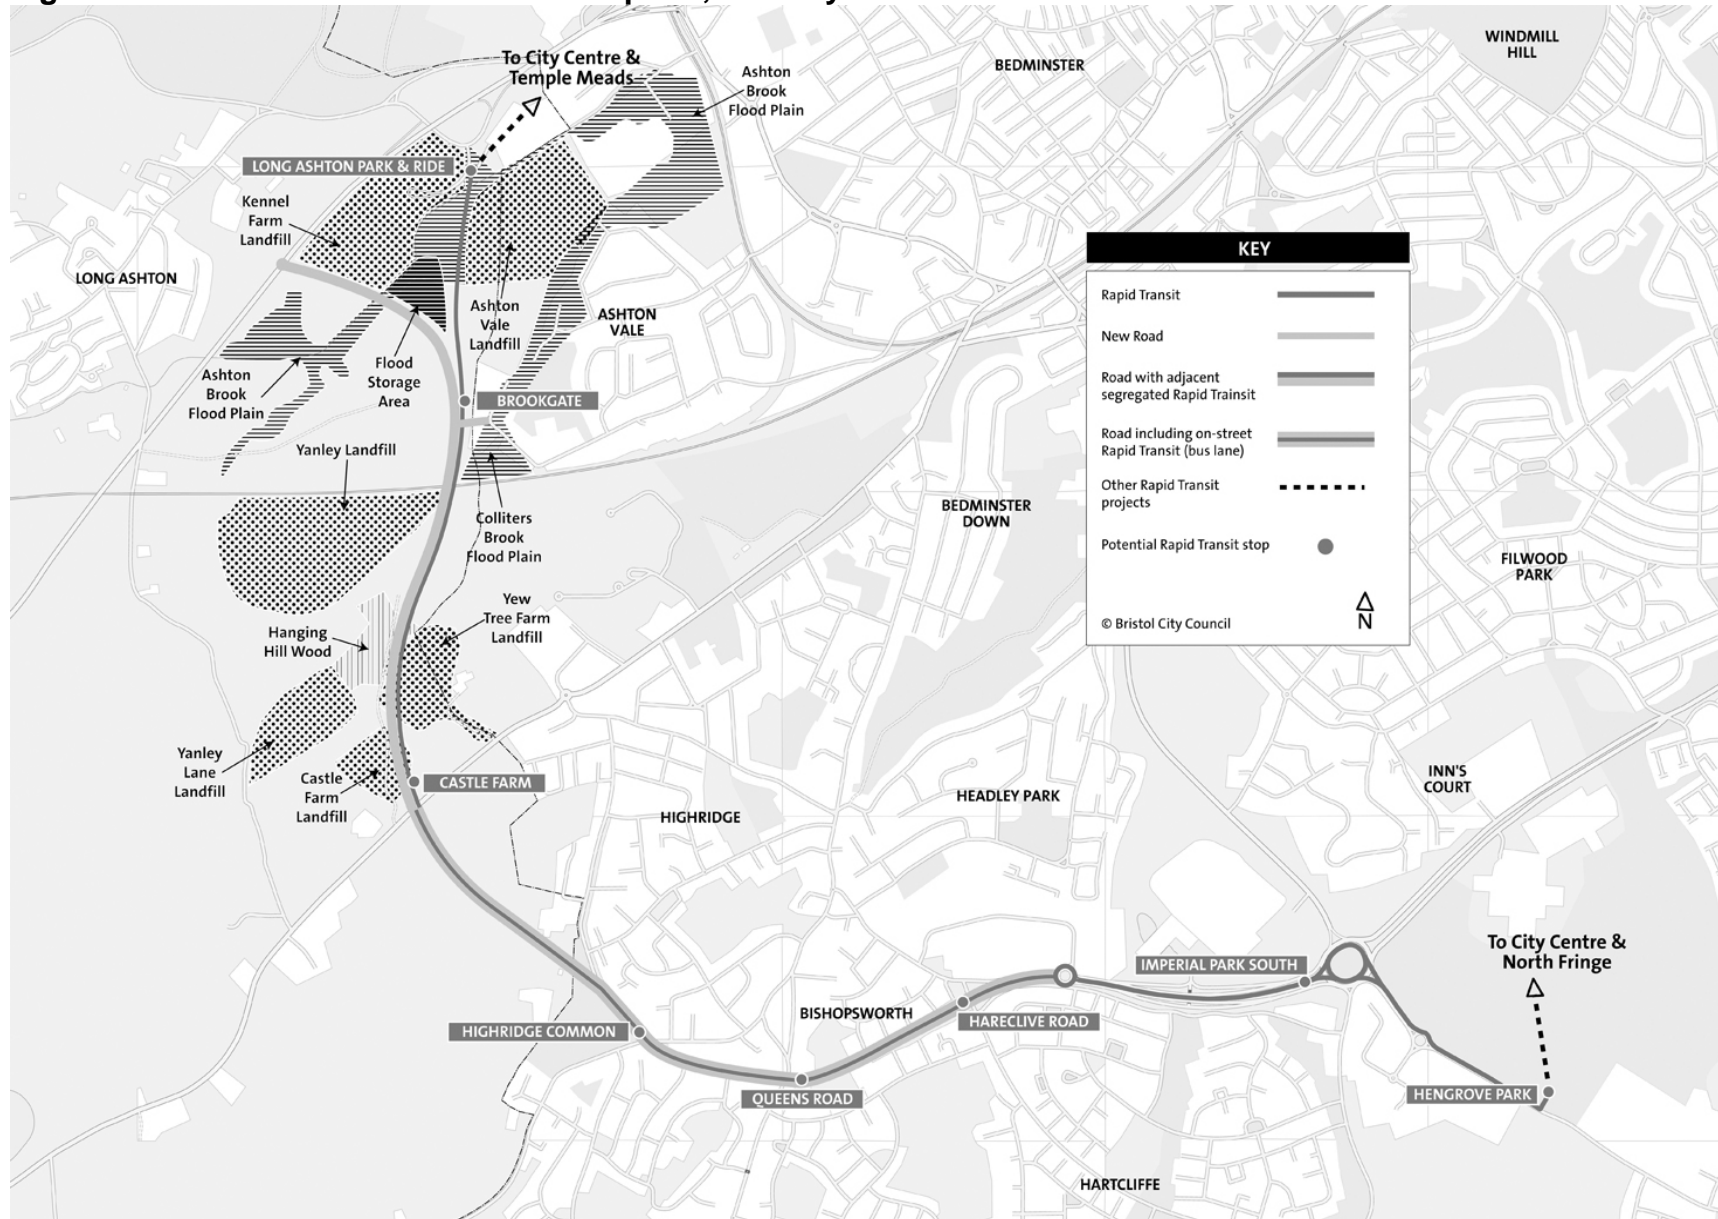 To City Centre &
Temple Meads
Ashton
Brook
Flood Plain
BEDMINSTER
WINDMILL
HILL
LONG ASHTON PARK & RIDE
Kennel
Farm
Landfill
LONG ASHTON
Ashton
Vale
Landfill
ASHTON
VALE
Flood
Storage
Area
Ashton
Brook
Flood Plain
BROOKGATE
Yanley Landfill
Colliters
Brook
Flood Plain
BEDMINSTER
DOWN
Yew
Tree Farm
Landfill
Hanging
Hill Wood
Yanley
Lane
Landfill
Castle
Farm
Landfill
CASTLE FARM
HIGHRIDGE
HEADLEY PARK
FILWOOD
PARK
INN'S
COURT
KEY
Rapid Transit
New Road
Road with adjacent
segregated Rapid Trainsit
Road including on-street
Rapid Transit (bus lane)
Other Rapid Transit
projects
Potential Rapid Transit stop
N
© Bristol City Council
To City Centre &
North Fringe
IMPERIAL PARK SOUTH
BISHOPSWORTH
HARECLIVE ROAD
HIGHRIDGE COMMON
QUEENS ROAD
HENGROVE PARK
HARTCLIFFE